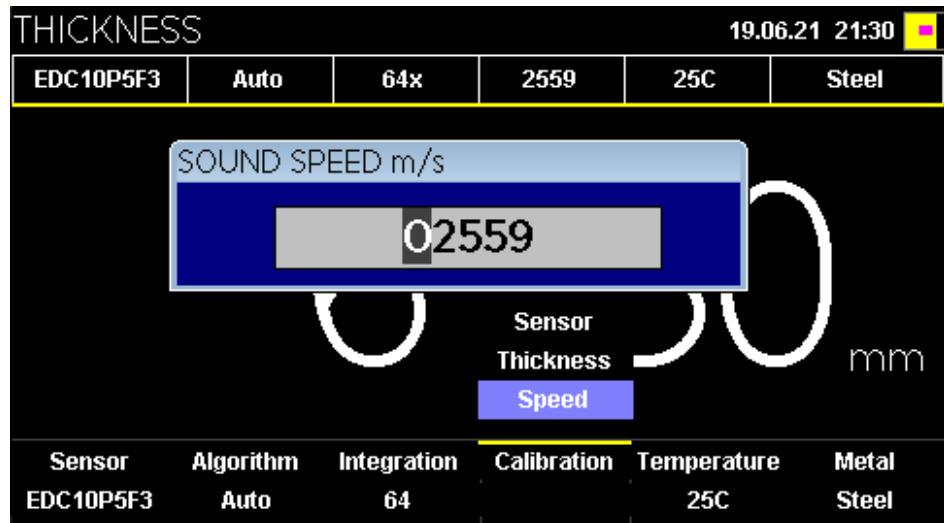 THICKNESS 19.06.21 21:30
EDC10P5F3 Auto 64x 2559 25C Steel
SOUND SPEED m/s
02559
Sensor
Thickness
mm
Speed
Sensor Algorithm Integration Calibration Temperature Metal
EDC10P5F3 Auto 64 25C Steel